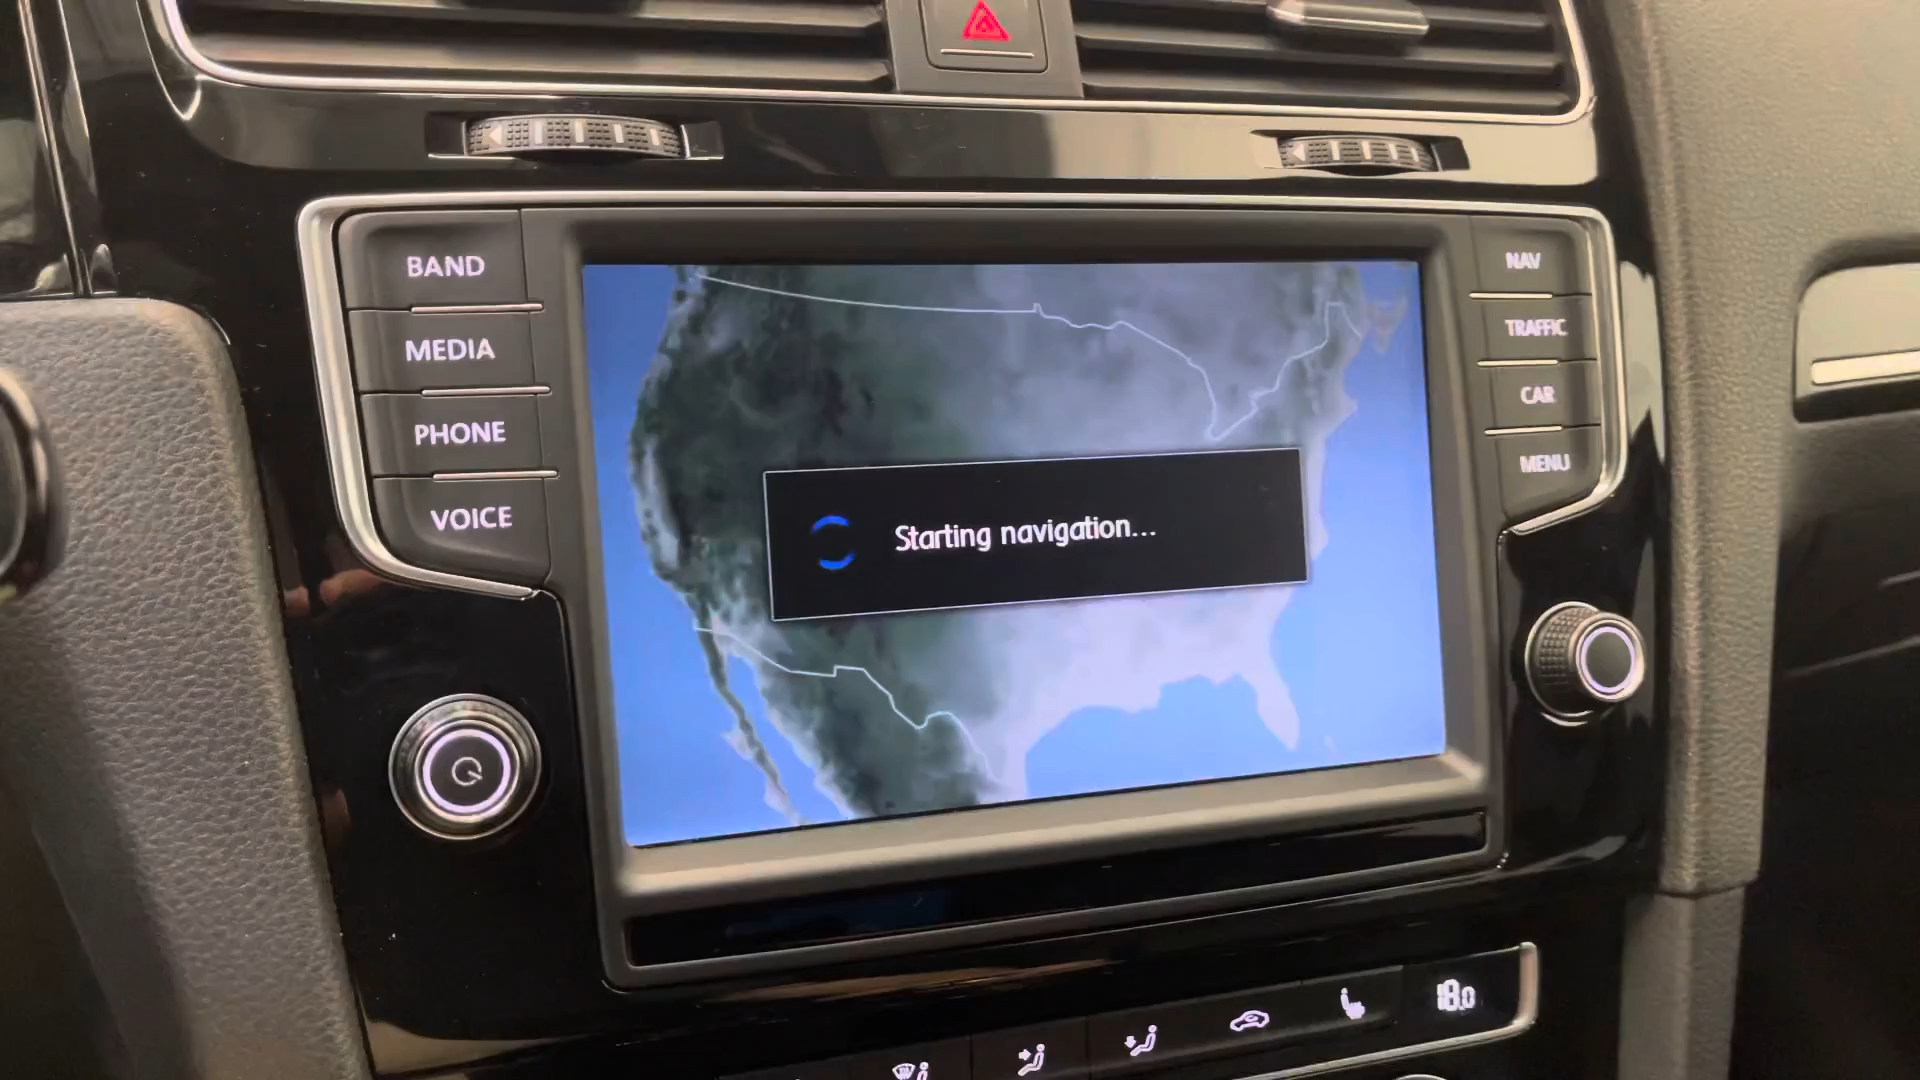 BAND
MEDIA
PHONE
VOICE
Starting navigation...
NAV
TRAFFIC
CAR
MENU
18.0